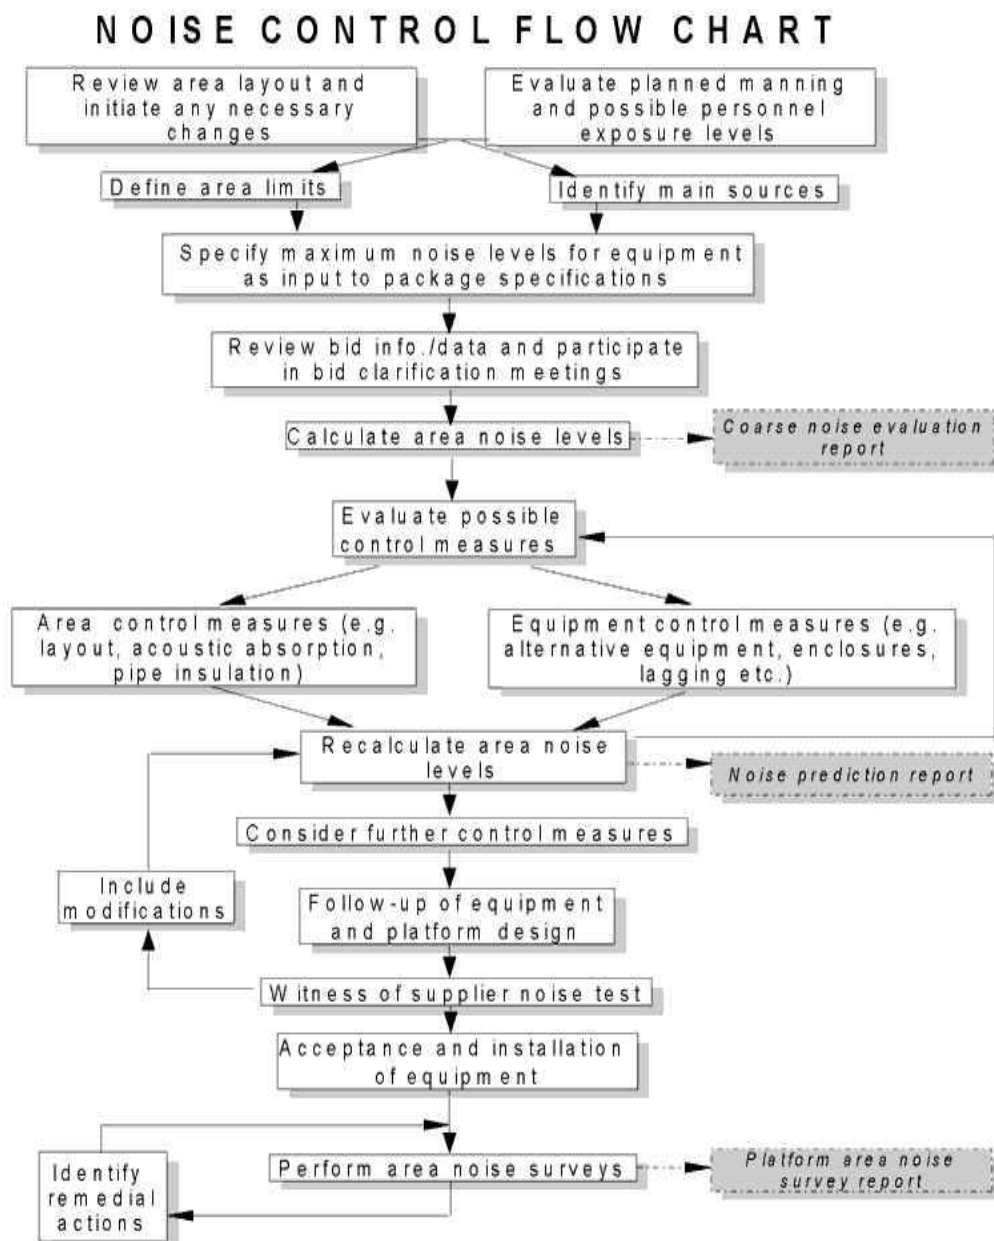 NOISE CONTROL FLOW CHART
Review area layout and
initiate any necessary
changes
Evaluate planned manning
and possible personnel
exposure levels
Define area limits
Identify main sources
Specify maximum noise levels for equipment
as input to package specifications
Review bid info./data and participate
in bid clarification meetings
Calculate area noise levels
Coarse noise evaluation
report
Evaluate possible
control measures
Area control measures (e.g.
layout, acoustic absorption,
pipe insulation)
Equipment control measures (e.g.
alternative equipment, enclosures,
lagging etc.)
Recalculate area noise
levels
Noise prediction report
Consider further control measures
Include
modifications
Follow-up of equipment
and platform design
Witness of supplier noise test
Acceptance and installation
of equipment
Identify
remedial
actions
Perform area noise surveys
Platform area noise
survey report